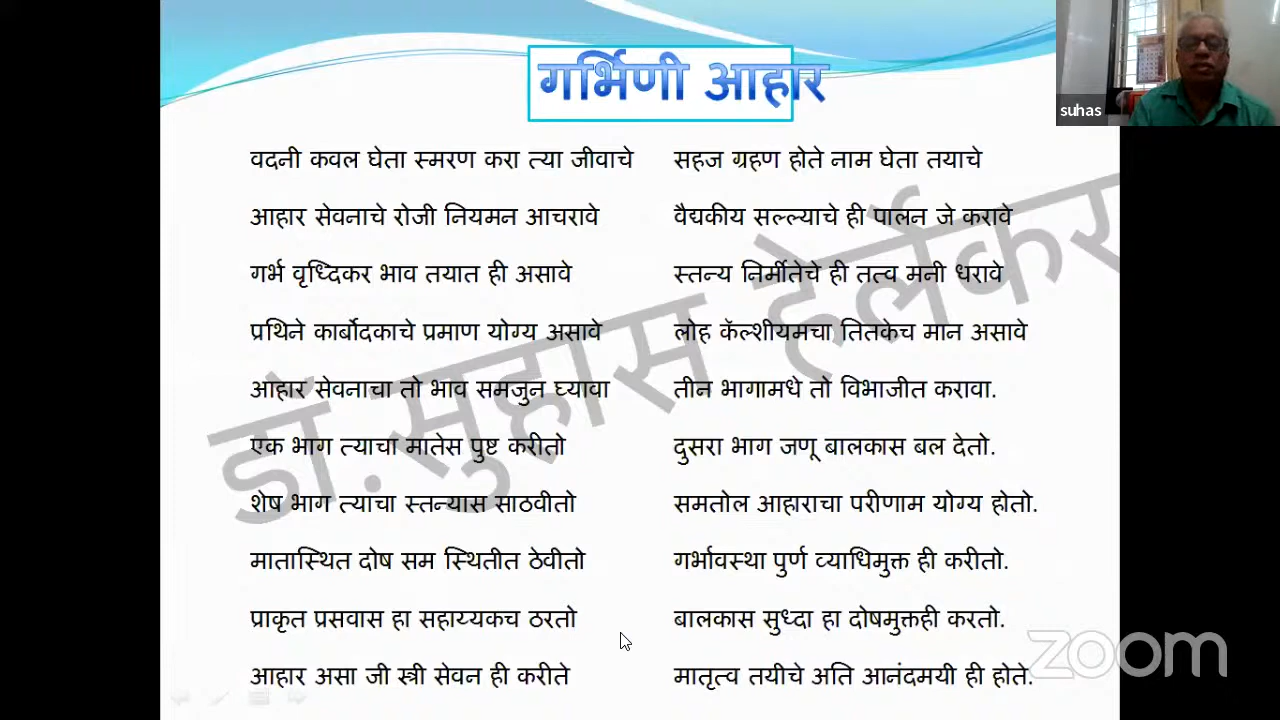 गर्भिणी आहार
suhas
वदनी कवल घेता स्मरण करा त्या जीवाचे सहज ग्रहण होते नाम घेता तयाचे
आहार सेवनाचे रोजी नियमन आचरावे वैद्यकीय सल्ल्याचे ही पालन जे करावे
गर्भ वृध्दिकर भाव तयात ही असावे स्तन्य निर्मीतेचे ही तत्व मनी धरावे
प्रथिने कार्बोदकाचे प्रमाण योग्य असावे लोह कॅल्शीयमचा तितकेच मान असावे
आहार सेवनाचा तो भाव समजुन घ्यावा तीन भागामधे तो विभाजीत करावा.
एक भाग त्याचा मातेस पुष्ट करीतो दुसरा भाग जणू बालकास बल देतो.
शेष भाग त्याचा स्तन्यास साठवीतो समतोल आहाराचा परीणाम योग्य होतो.
मातास्थित दोष सम स्थितीत ठेवीतो गर्भावस्था पुर्ण व्याधिमुक्त ही करीतो.
प्राकृत प्रसवास हा सहाय्यकच ठरतो बालकास सुध्दा हा दोषमुक्तही करतो.
आहार असा जी स्त्री सेवन ही करीते मातृत्व तयीचे अति आनंदमयी ही होते.
डॉ.सुहास हेर्लेकर
zoom